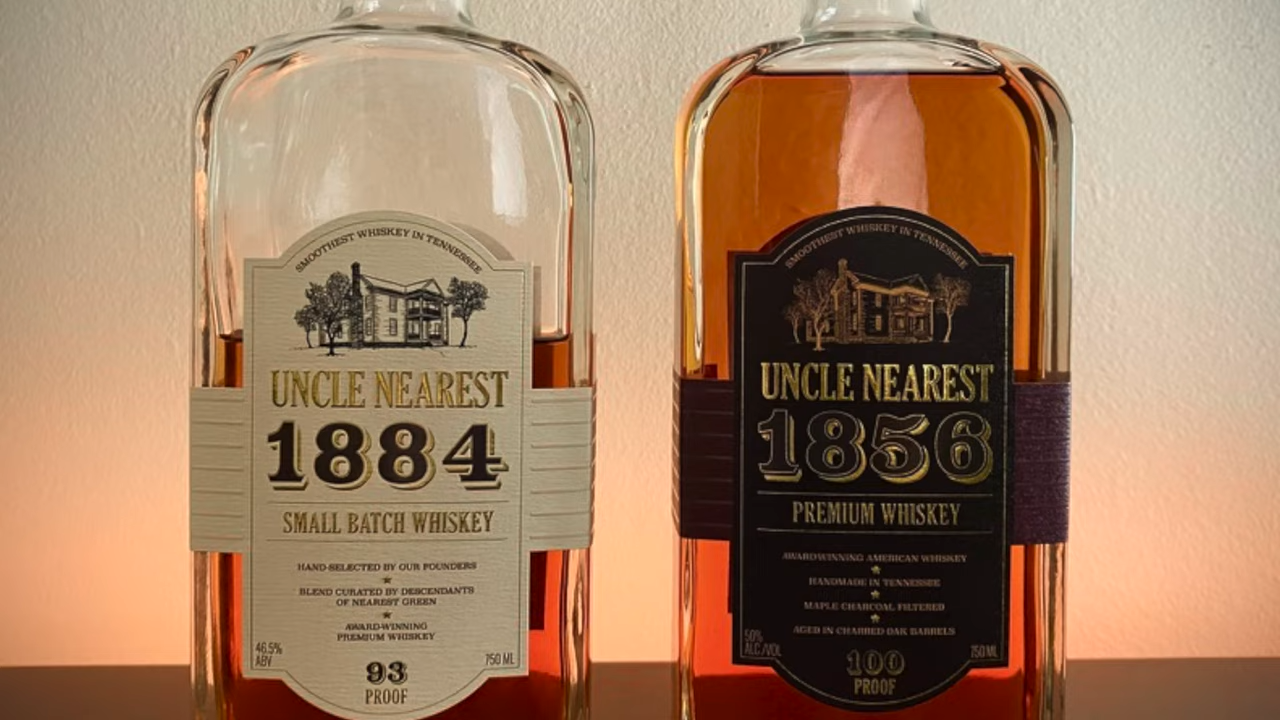 SMOOTHEST WHISKEY IN TENNESSEE
UNCLE NEAREST
1884
SMALL BATCH WHISKEY
HAND-SELECTED BY OUR FOUNDERS
BLEND CURATED BY DESCENDANTS
OF NEAREST GREEN
AWARD-WINNING
PREMIUM WHISKEY
46.5%
ABV
750 ML
93
PROOF
SMOOTHEST WHISKEY IN TENNESSEE
UNCLE NEAREST
1856
PREMIUM WHISKEY
AWARD-WINNING AMERICAN WHISKEY
HANDMADE IN TENNESSEE
MAPLE CHARCOAL FILTERED
AGED IN CHARRED OAK BARRELS
50%
ALC./VOL
750 ML
100
PROOF